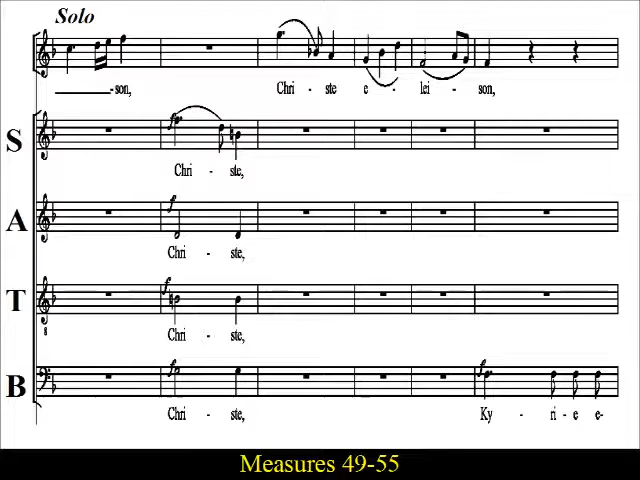 Solo
-son, Chri - ste e - lei - son,
S
f
Chri - ste,
A
f
Chri - ste,
T
f
8
Chri - ste,
B
f f
Chri - ste, Ky - ri - e e-
Measures 49-55